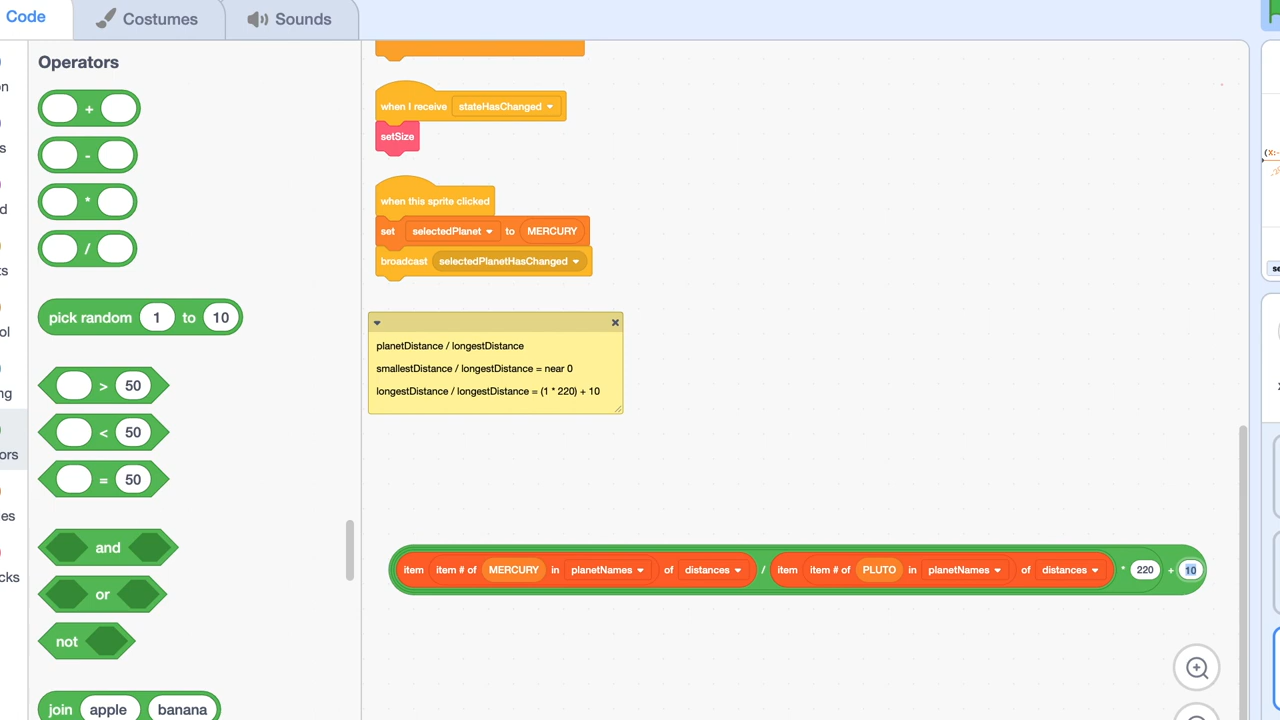 Code
Costumes
Sounds
Operators
+
-
*
/
pick random 1 to 10
> 50
< 50
= 50
and
or
not
join apple banana
when I receive stateHasChanged
setSize
when this sprite clicked
set selectedPlanet to MERCURY
broadcast selectedPlanetHasChanged
planetDistance / longestDistance
smallestDistance / longestDistance = near 0
longestDistance / longestDistance = (1 * 220) + 10
item item # of MERCURY in planetNames of distances / item item # of PLUTO in planetNames of distances * 220 + 10